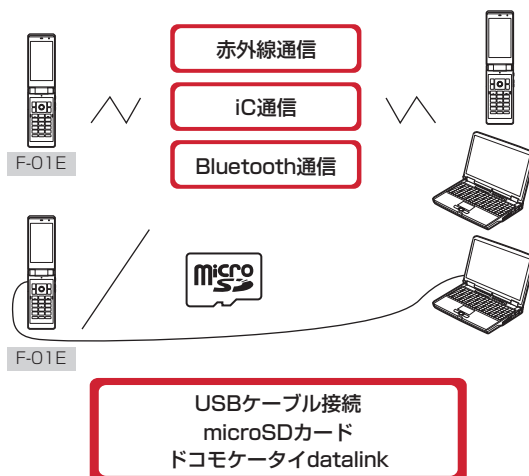 赤外線通信
iC通信
Bluetooth通信
F-01E
micro
SD
F-01E
USBケーブル接続
microSDカード
ドコモケータイdatalink